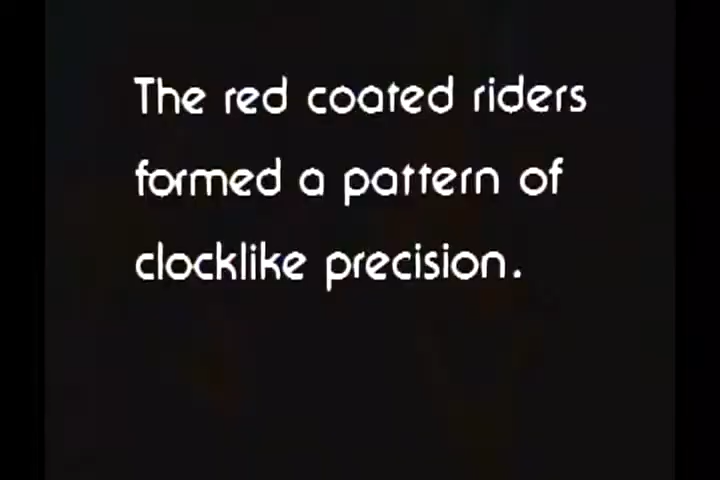 The red coated riders
formed a pattern of
clocklike precision.